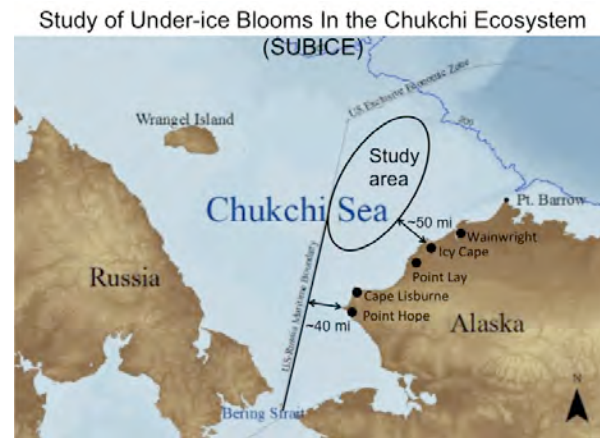 Study of Under-ice Blooms In the Chukchi Ecosystem
(SUBICE)
US Exclusive Economic Zone
Wrangel Island
Study
area
200
Chukchi Sea
Pt. Barrow
~50 mi
Wainwright
Icy Cape
Point Lay
Russia
US-Russia Maritime Boundary
Cape Lisburne
Point Hope
~40 mi
Alaska
Bering Strait
N